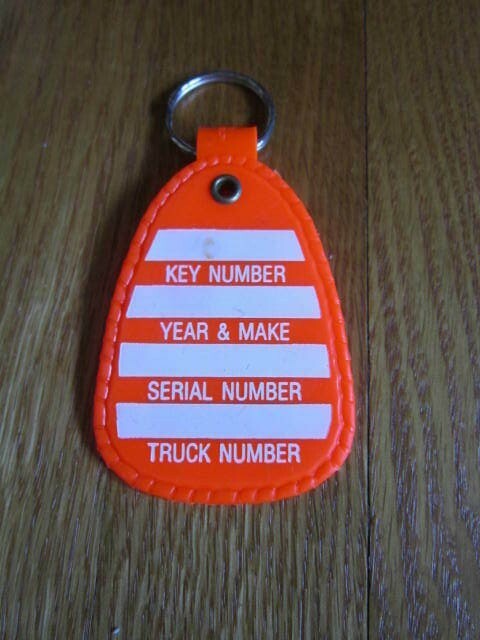 KEY NUMBER
YEAR & MAKE
SERIAL NUMBER
TRUCK NUMBER